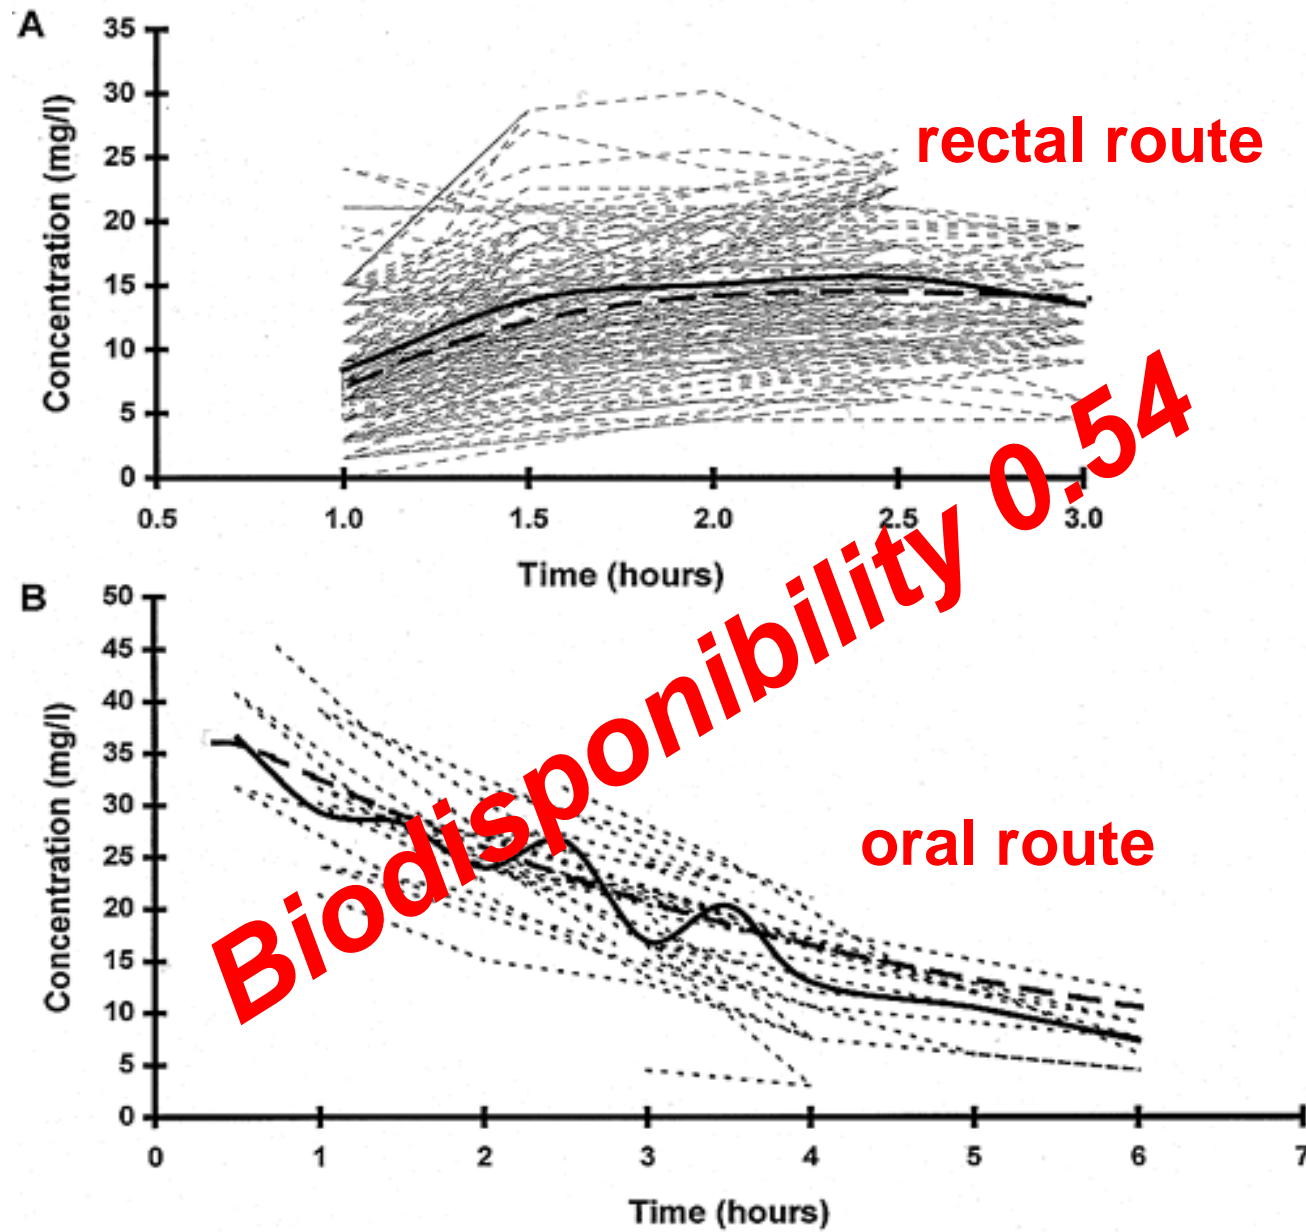 A
Concentration (mg/l)
35
30
25
20
15
10
5
0
rectal route
0.5 1.0 1.5 2.0 2.5 3.0
Time (hours)
Biodisponibility 0.54
B
Concentration (mg/l)
50
45
40
35
30
25
20
15
10
5
0
oral route
0 1 2 3 4 5 6 7
Time (hours)